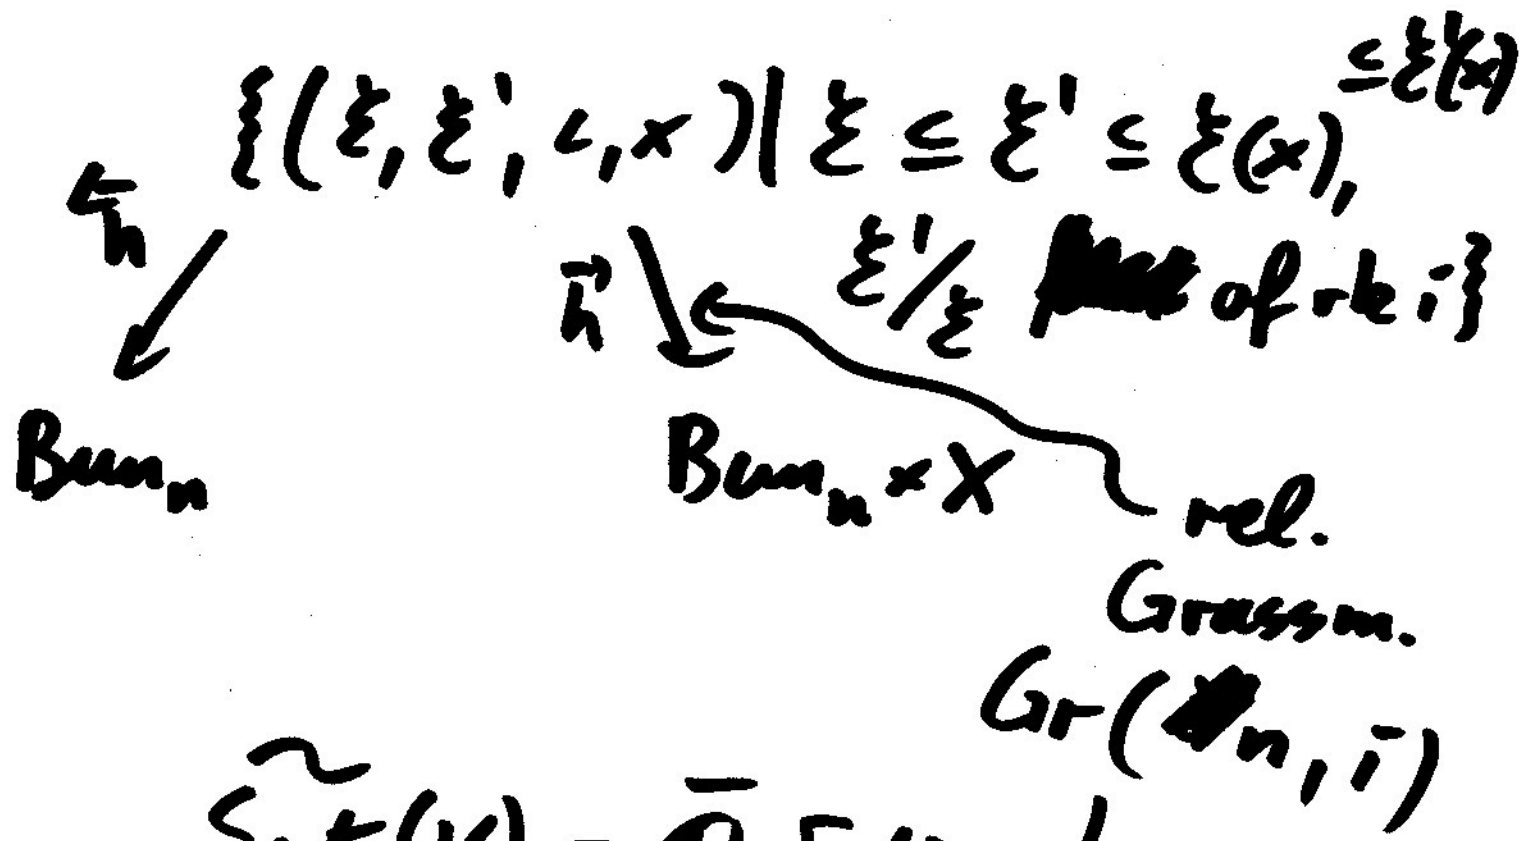 ⊆ ξ'(x)
{(ξ, ξ', ι, x) | ξ ⊆ ξ' ⊆ ξ(x),
ξ'/ξ of rk i}
←h
→h
Bun_n
Bun_n × X
rel.
Grassm.
Gr(n, i)